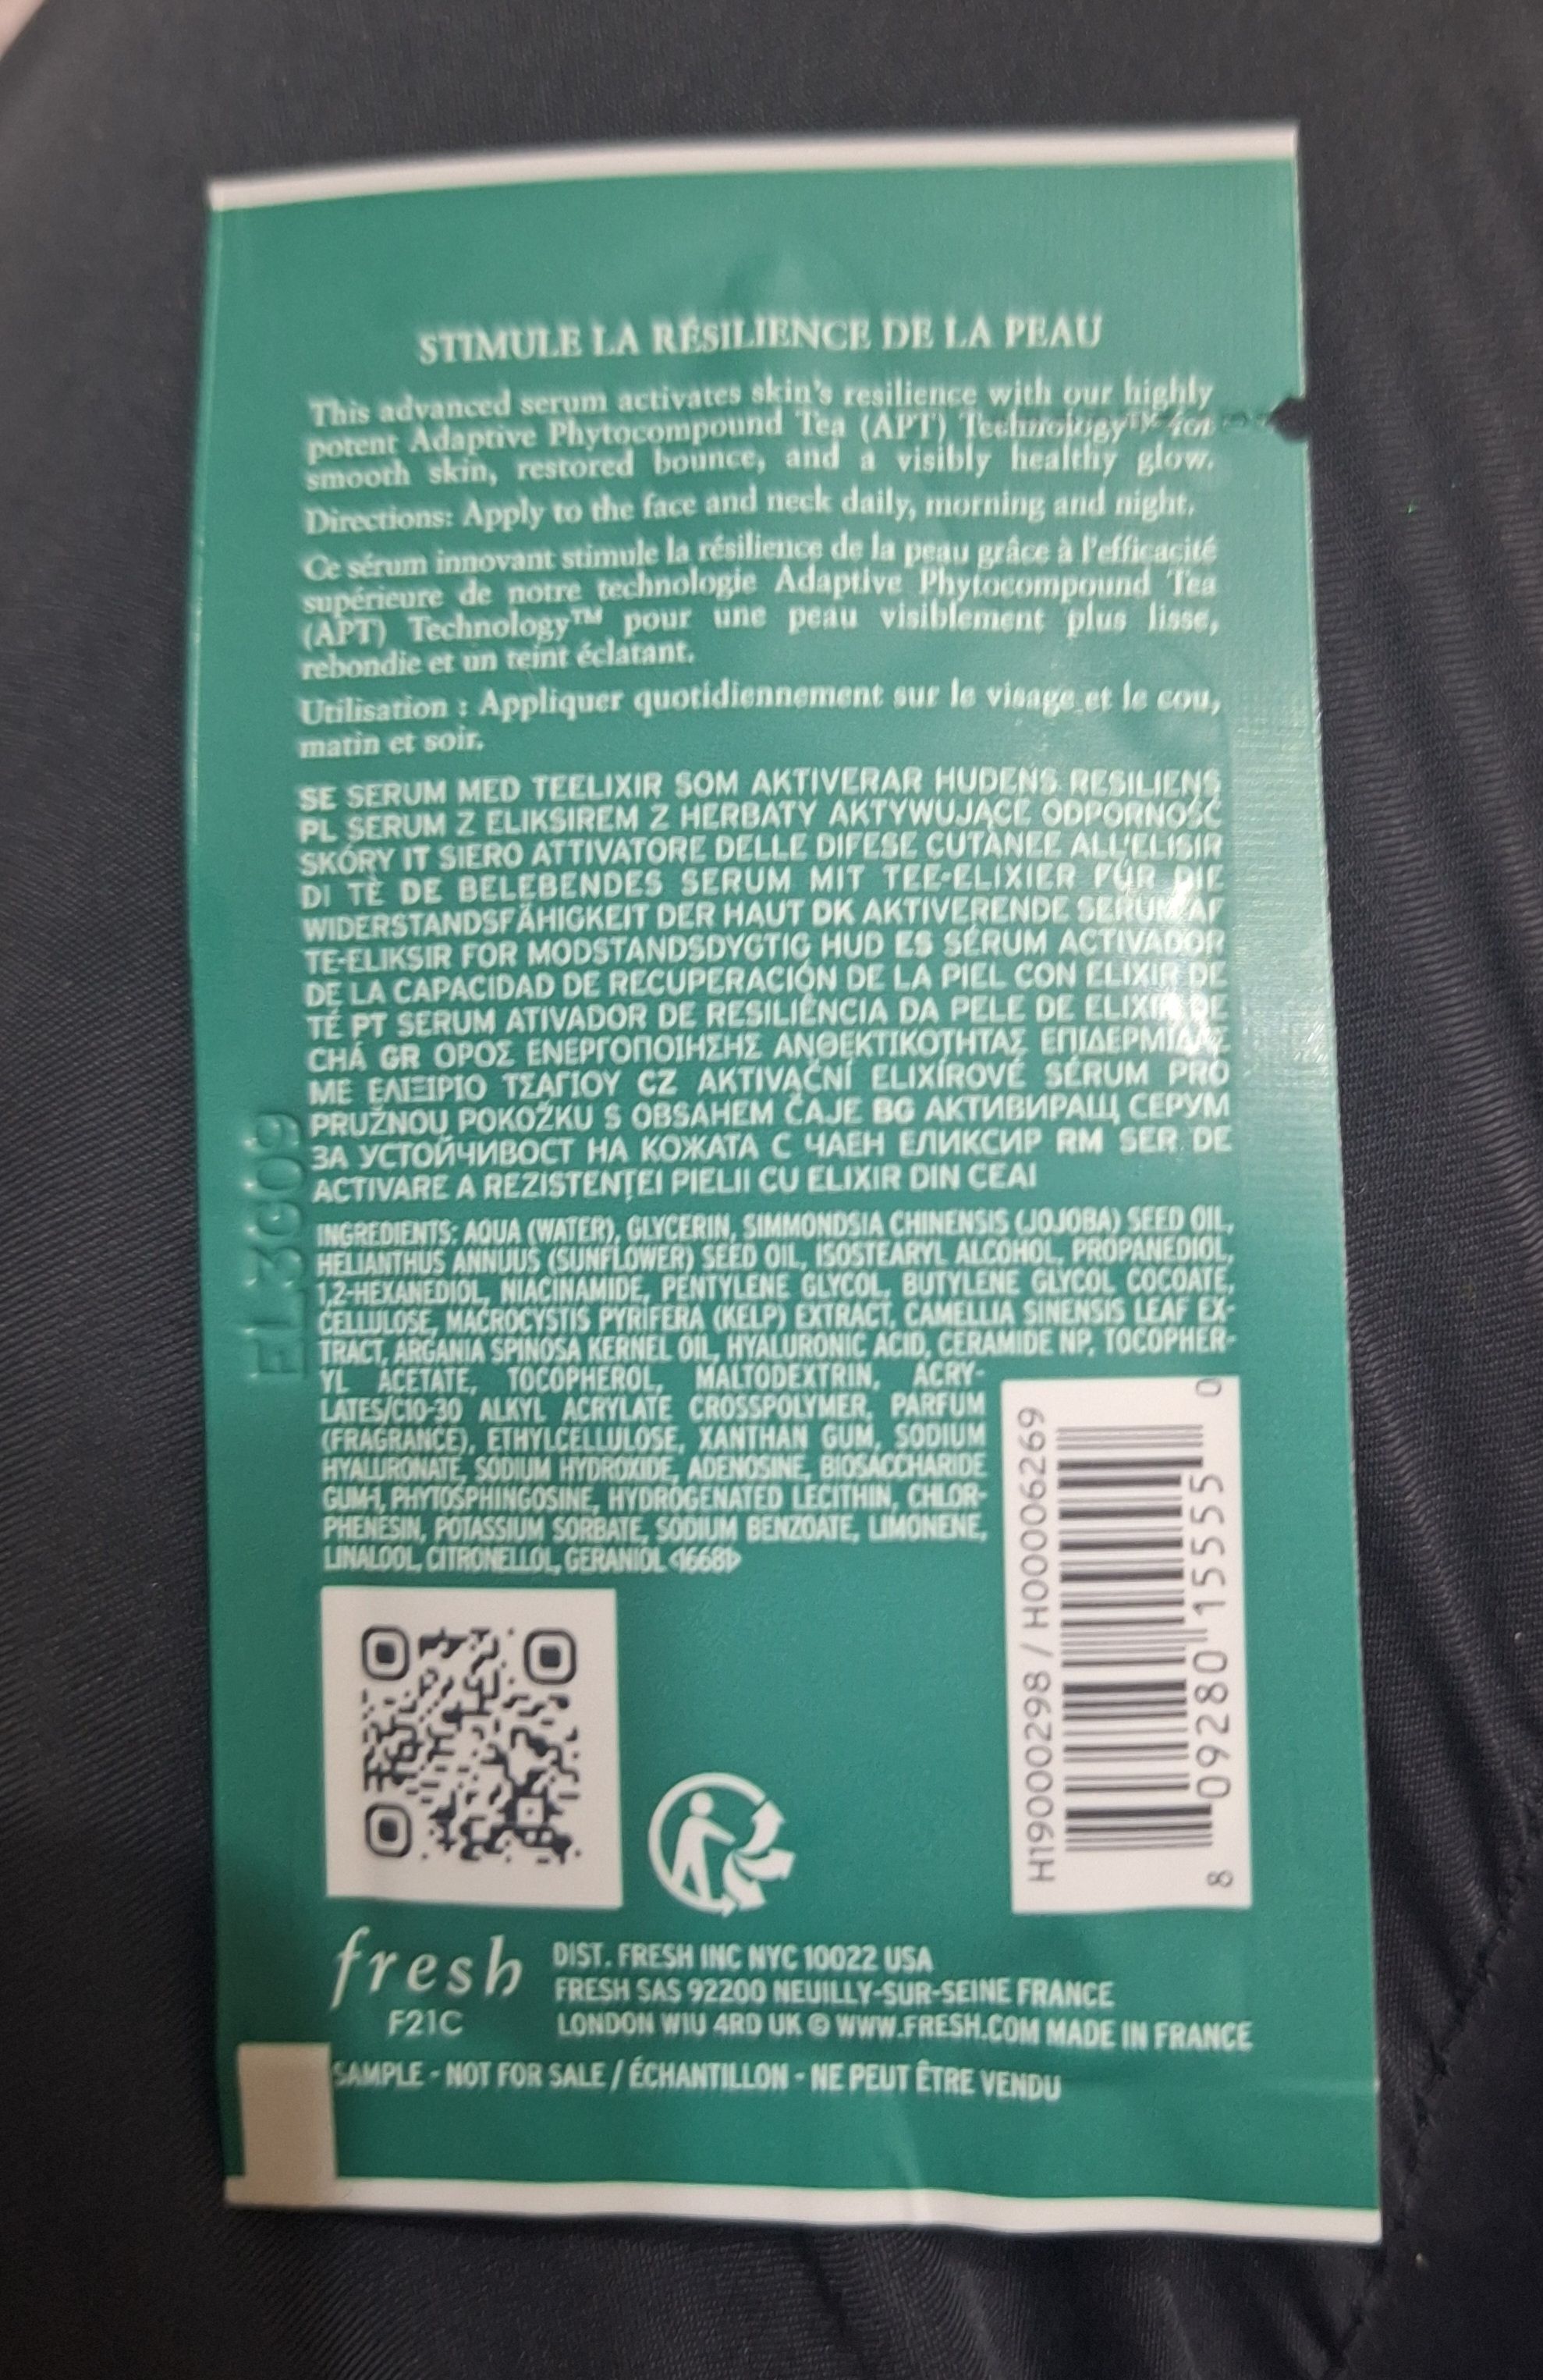 STIMULE LA RÉSILIENCE DE LA PEAU
This advanced serum activates skin's resilience with our highly
potent Adaptive Phytocompound Tea (APT) Technology™ for
smooth skin, restored bounce, and a visibly healthy glow.
Directions: Apply to the face and neck daily, morning and night.
Ce sérum innovant stimule la résilience de la peau grâce à l'efficacité
supérieure de notre technologie Adaptive Phytocompound Tea
(APT) Technology™ pour une peau visiblement plus lisse,
rebondie et un teint éclatant.
Utilisation : Appliquer quotidiennement sur le visage et le cou,
matin et soir.
SE SERUM MED TEELIXIR SOM AKTIVERAR HUDENS RESILIENS
PL SERUM Z ELIKSIREM Z HERBATY AKTYWUJĄCE ODPORNOŚĆ
SKÓRY IT SIERO ATTIVATORE DELLE DIFESE CUTANEE ALL'ELISIR
DI TÈ DE BELEBENDES SERUM MIT TEE-ELIXIER FÜR DIE
WIDERSTANDSFÄHIGKEIT DER HAUT DK AKTIVERENDE SERUM AF
TE-ELIKSIR FOR MODSTANDSDYGTIG HUD ES SÉRUM ACTIVADOR
DE LA CAPACIDAD DE RECUPERACIÓN DE LA PIEL CON ELIXIR DE
TÉ PT SERUM ATIVADOR DE RESILIÊNCIA DA PELE DE ELIXIR DE
CHÁ GR ΟΡΟΣ ΕΝΕΡΓΟΠΟΙΗΣΗΣ ΑΝΘΕΚΤΙΚΟΤΗΤΑΣ ΕΠΙΔΕΡΜΙΔΑΣ
ΜΕ ΕΛΙΞΙΡΙΟ ΤΣΑΓΙΟΥ CZ AKTIVAČNÍ ELIXÍROVÉ SÉRUM PRO
PRUŽNOU POKOŽKU S OBSAHEM ČAJE BG АКТИВИРАЩ СЕРУМ
ЗА УСТОЙЧИВОСТ НА КОЖАТА С ЧАЕН ЕЛИКСИР RM SER DE
ACTIVARE A REZISTENȚEI PIELII CU ELIXIR DIN CEAI
INGREDIENTS: AQUA (WATER), GLYCERIN, SIMMONDSIA CHINENSIS (JOJOBA) SEED OIL,
HELIANTHUS ANNUUS (SUNFLOWER) SEED OIL, ISOSTEARYL ALCOHOL, PROPANEDIOL,
1,2-HEXANEDIOL, NIACINAMIDE, PENTYLENE GLYCOL, BUTYLENE GLYCOL COCOATE,
CELLULOSE, MACROCYSTIS PYRIFERA (KELP) EXTRACT, CAMELLIA SINENSIS LEAF EX-
TRACT, ARGANIA SPINOSA KERNEL OIL, HYALURONIC ACID, CERAMIDE NP, TOCOPHER-
YL ACETATE, TOCOPHEROL, MALTODEXTRIN, ACRY-
LATES/C10-30 ALKYL ACRYLATE CROSSPOLYMER, PARFUM
(FRAGRANCE), ETHYLCELLULOSE, XANTHAN GUM, SODIUM
HYALURONATE, SODIUM HYDROXIDE, ADENOSINE, BIOSACCHARIDE
GUM-1, PHYTOSPHINGOSINE, HYDROGENATED LECITHIN, CHLOR-
PHENESIN, POTASSIUM SORBATE, SODIUM BENZOATE, LIMONENE,
LINALOOL, CITRONELLOL, GERANIOL <16681>
EL3G09
H19000298 / H00006269
8 09280 15555 0
fresh
F21C
DIST. FRESH INC NYC 10022 USA
FRESH SAS 92200 NEUILLY-SUR-SEINE FRANCE
LONDON W1U 4RD UK © WWW.FRESH.COM MADE IN FRANCE
SAMPLE - NOT FOR SALE / ÉCHANTILLON - NE PEUT ÊTRE VENDU